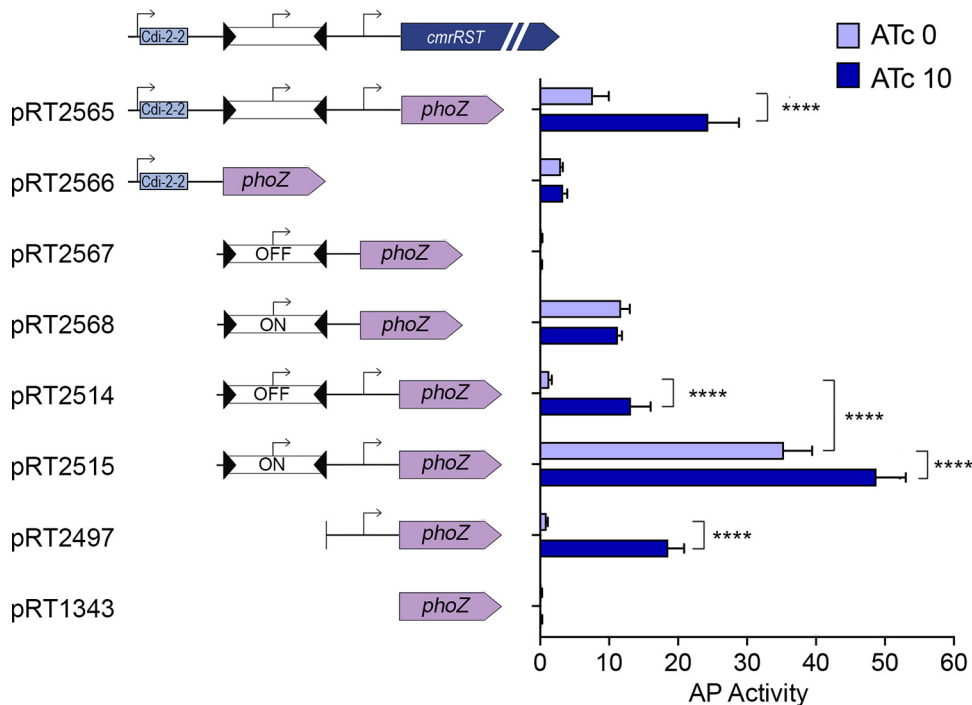 Cdi-2-2 cmrRST
ATc 0
ATc 10
pRT2565 Cdi-2-2 phoZ ****
pRT2566 Cdi-2-2 phoZ
pRT2567 OFF phoZ
pRT2568 ON phoZ
pRT2514 OFF phoZ **** ****
pRT2515 ON phoZ ****
pRT2497 phoZ ****
pRT1343 phoZ
0 10 20 30 40 50 60
AP Activity